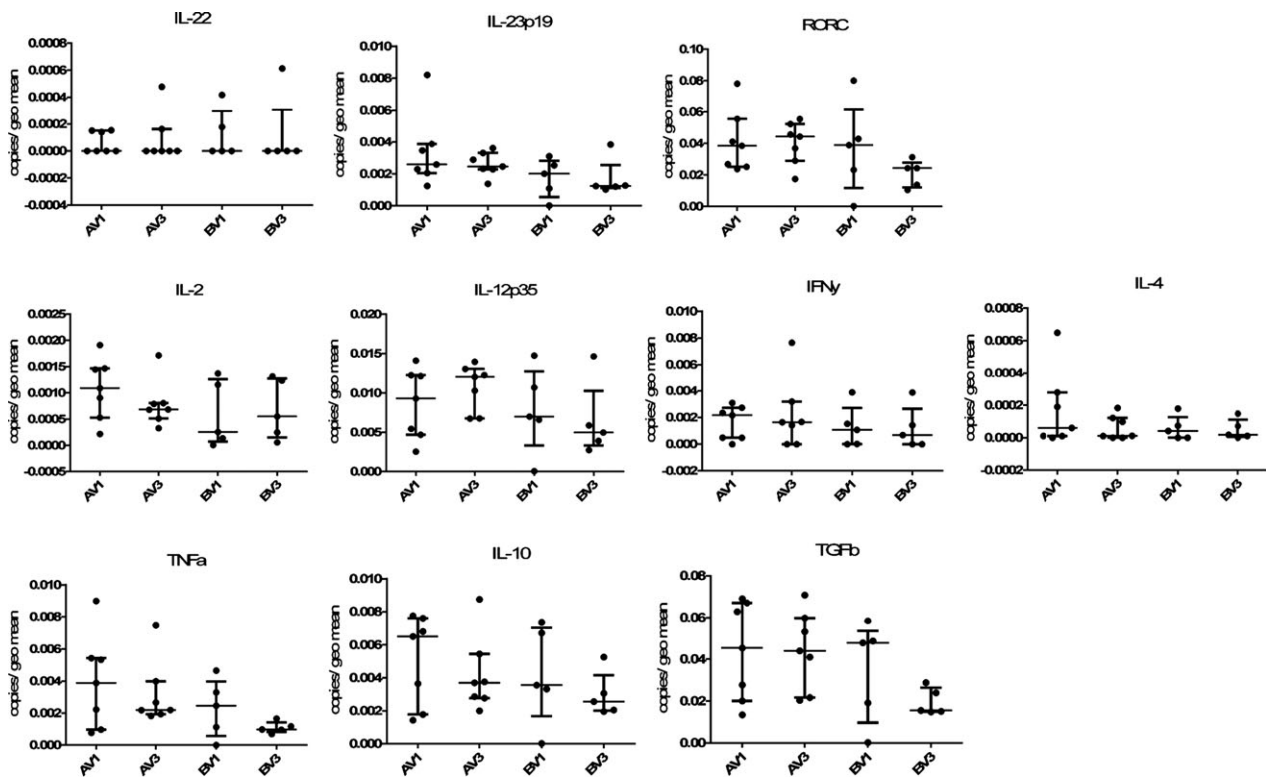 IL-22
copies/ geo mean
0.0008
0.0006
0.0004
0.0002
0.0000
-0.0002
-0.0004
AV1 AV3 BV1 BV3
IL-23p19
copies/ geo mean
0.010
0.008
0.006
0.004
0.002
0.000
AV1 AV3 BV1 BV3
RORC
copies/ geo mean
0.10
0.08
0.06
0.04
0.02
0.00
AV1 AV3 BV1 BV3
IL-2
copies/ geo mean
0.0025
0.0020
0.0015
0.0010
0.0005
0.0000
-0.0005
AV1 AV3 BV1 BV3
IL-12p35
copies/ geo mean
0.020
0.015
0.010
0.005
0.000
AV1 AV3 BV1 BV3
IFNy
copies/ geo mean
0.010
0.008
0.006
0.004
0.002
0.000
-0.002
AV1 AV3 BV1 BV3
IL-4
copies/ geo mean
0.0008
0.0006
0.0004
0.0002
0.0000
-0.0002
AV1 AV3 BV1 BV3
TNFa
copies/ geo mean
0.010
0.008
0.006
0.004
0.002
0.000
AV1 AV3 BV1 BV3
IL-10
copies/ geo mean
0.010
0.008
0.006
0.004
0.002
0.000
AV1 AV3 BV1 BV3
TGFb
copies/ geo mean
0.08
0.06
0.04
0.02
0.00
AV1 AV3 BV1 BV3